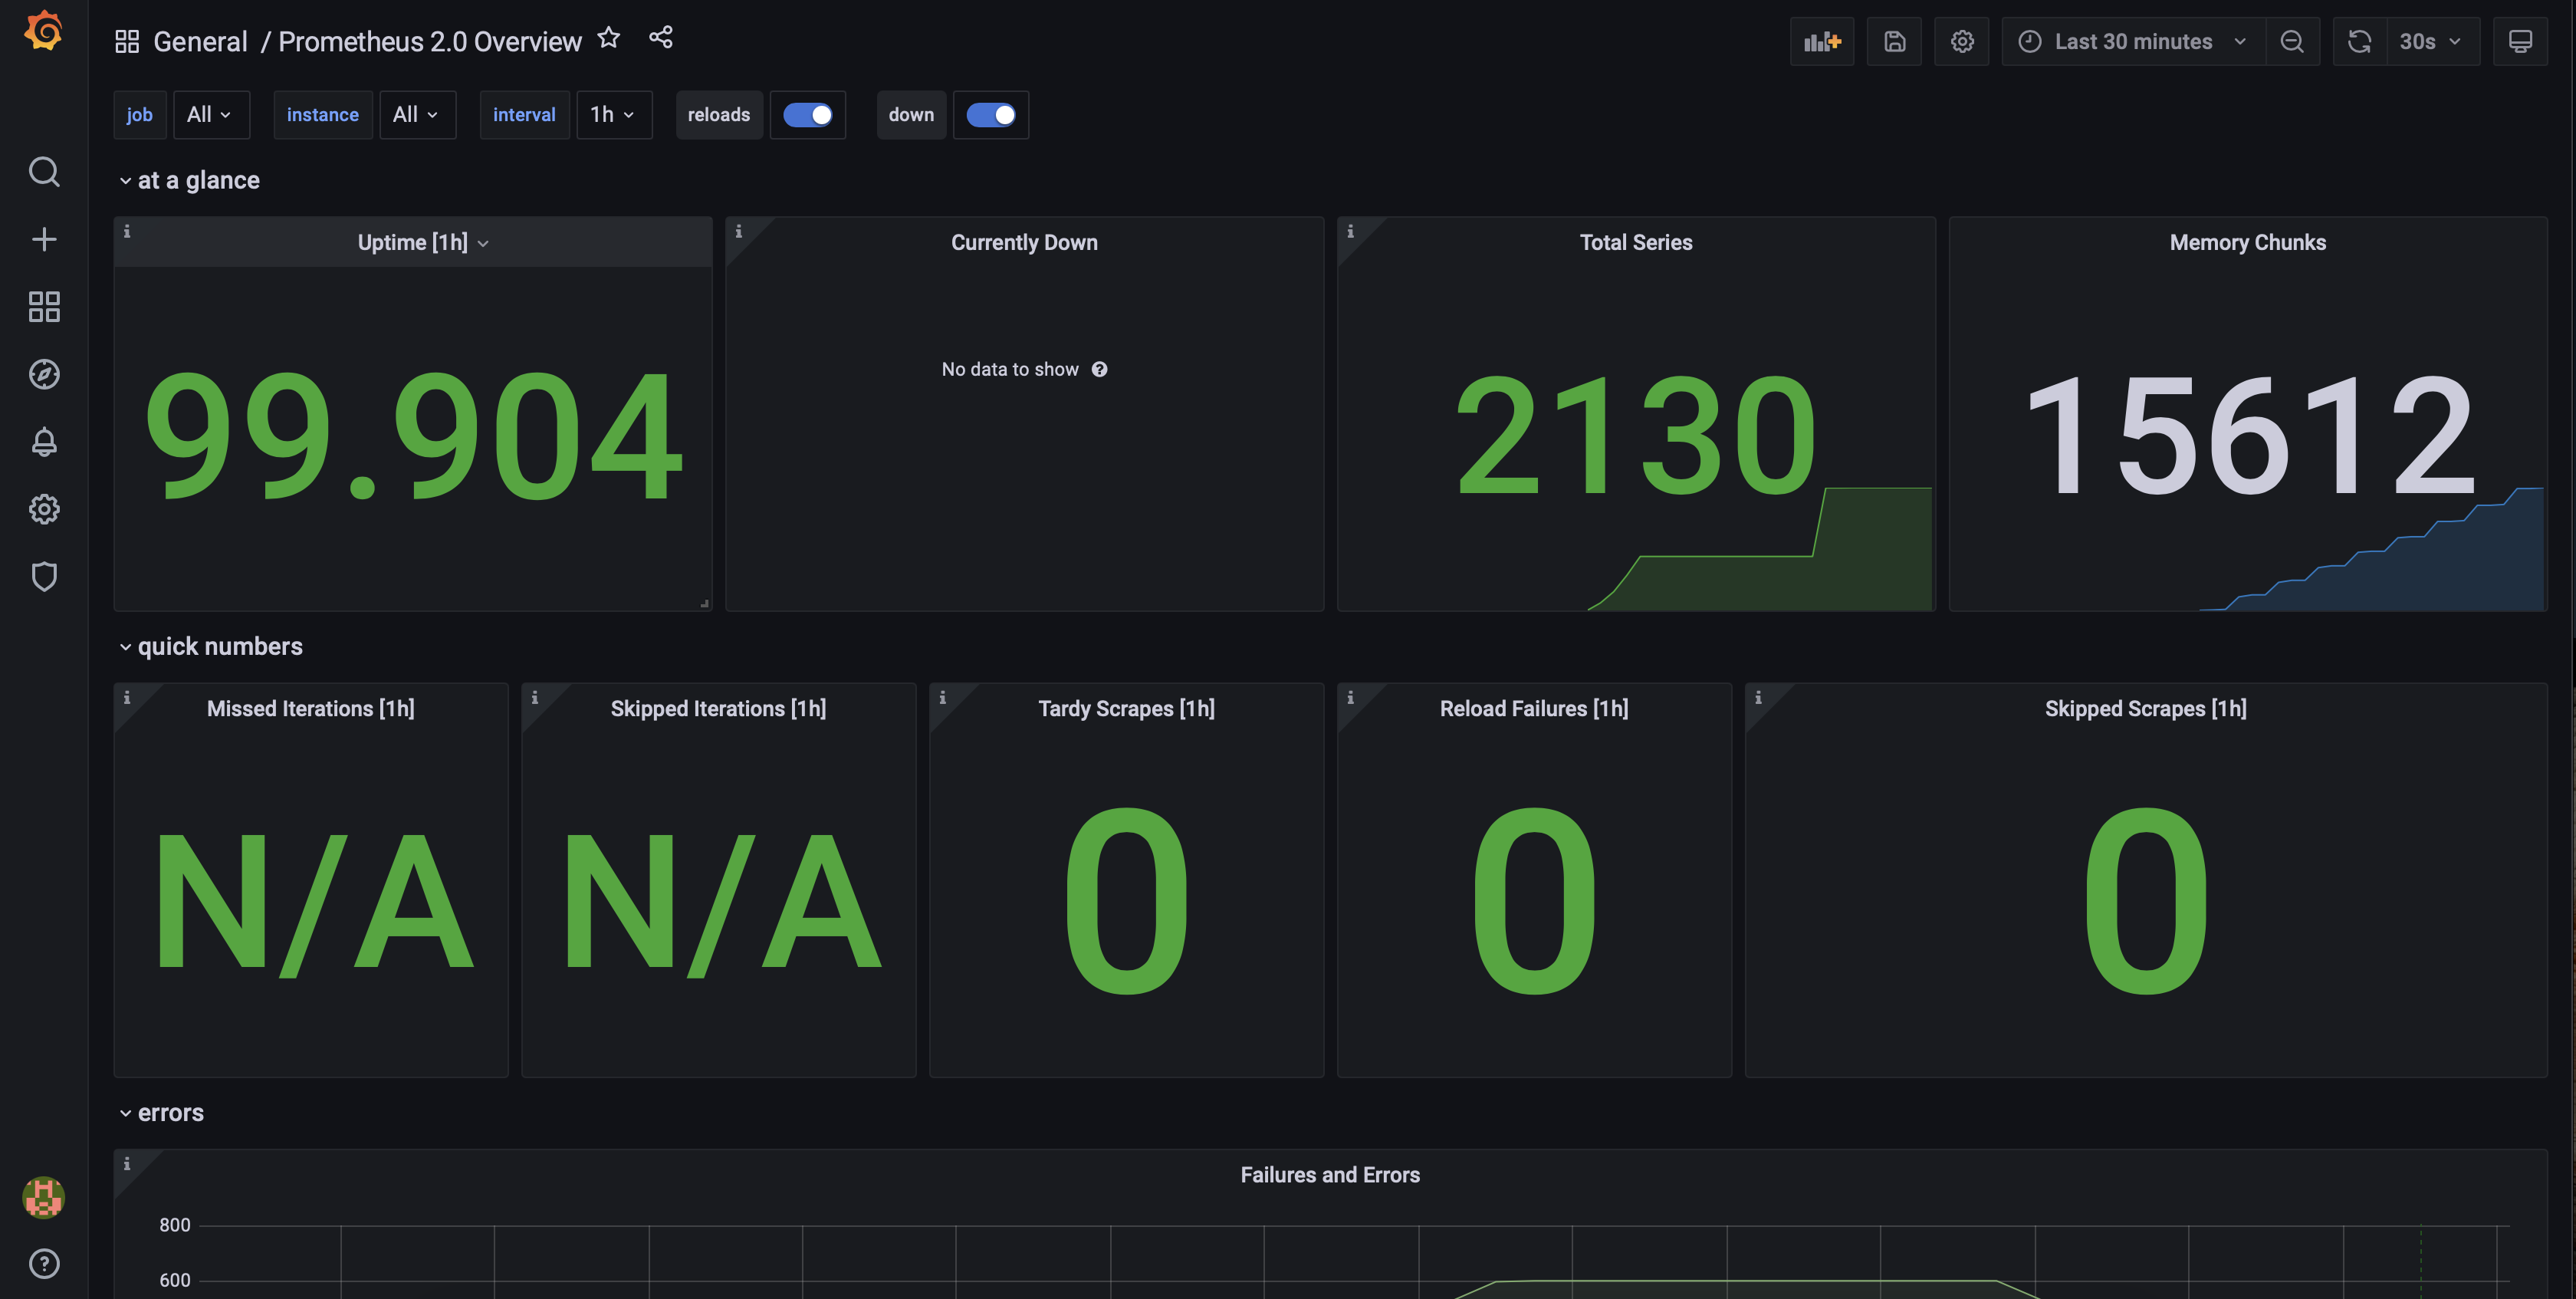 General / Prometheus 2.0 Overview
Last 30 minutes
30s
job All instance All interval 1h reloads down
at a glance
Uptime [1h]
99.904
Currently Down
No data to show
Total Series
2130
Memory Chunks
15612
quick numbers
Missed Iterations [1h]
N/A
Skipped Iterations [1h]
N/A
Tardy Scrapes [1h]
0
Reload Failures [1h]
0
Skipped Scrapes [1h]
0
errors
Failures and Errors
800
600